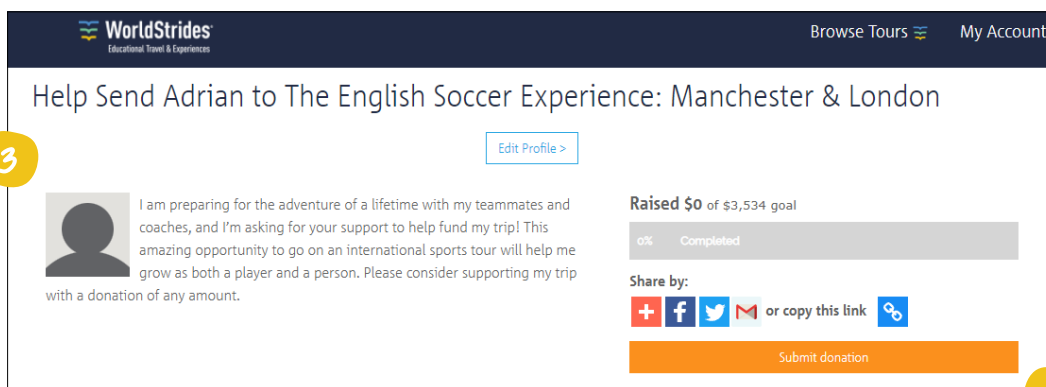 WorldStrides
Educational Travel & Experiences
Browse Tours
My Account
Help Send Adrian to The English Soccer Experience: Manchester & London
Edit Profile >
3
I am preparing for the adventure of a lifetime with my teammates and
coaches, and I'm asking for your support to help fund my trip! This
amazing opportunity to go on an international sports tour will help me
grow as both a player and a person. Please consider supporting my trip
with a donation of any amount.
Raised $0 of $3,534 goal
0% Completed
Share by:
or copy this link
Submit donation